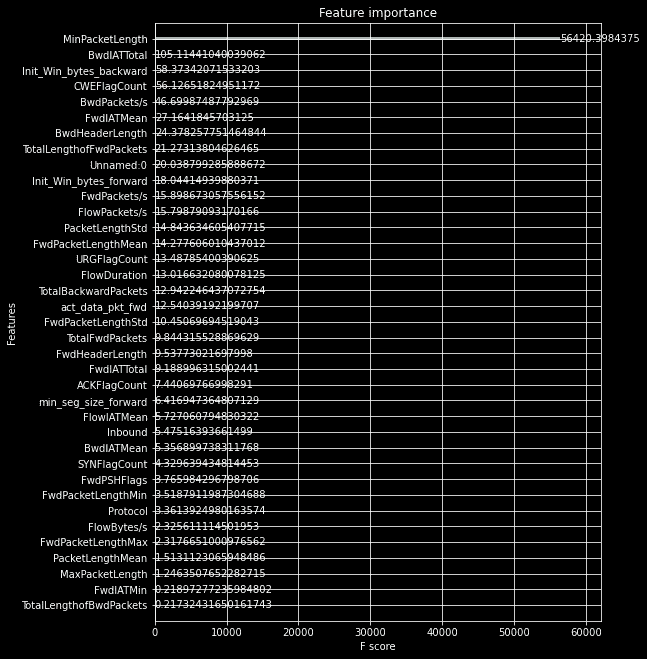 Feature importance
MinPacketLength 56420.3984375
BwdIATTotal 105.11441040039062
Init_Win_bytes_backward 58.37342071533203
CWEFlagCount 56.12651824951172
BwdPackets/s 46.69987487792969
FwdIATMean 27.1641845703125
BwdHeaderLength 24.378257751464844
TotalLengthofFwdPackets 21.27313804626465
Unnamed:0 20.038799285888672
Init_Win_bytes_forward 18.04414939880371
FwdPackets/s 15.898673057556152
FlowPackets/s 15.79879093170166
PacketLengthStd 14.843634605407715
FwdPacketLengthMean 14.277606010437012
URGFlagCount 13.48785400390625
FlowDuration 13.016632080078125
TotalBackwardPackets 12.942246437072754
act_data_pkt_fwd 12.54039192199707
FwdPacketLengthStd 10.45069694519043
TotalFwdPackets 9.844315528869629
FwdHeaderLength 9.53773021697998
FwdIATTotal 9.188996315002441
ACKFlagCount 7.44069766998291
min_seg_size_forward 6.416947364807129
FlowIATMean 5.727060794830322
Inbound 5.47516393661499
BwdIATMean 5.356899738311768
SYNFlagCount 4.329639434814453
FwdPSHFlags 3.765984296798706
FwdPacketLengthMin 3.5187911987304688
Protocol 3.3613924980163574
FlowBytes/s 2.325611114501953
FwdPacketLengthMax 2.3176651000976562
PacketLengthMean 1.5131123065948486
MaxPacketLength 1.2463507652282715
FwdIATMin 0.21897277235984802
TotalLengthofBwdPackets 0.21732431650161743
Features
0 10000 20000 30000 40000 50000 60000
F score